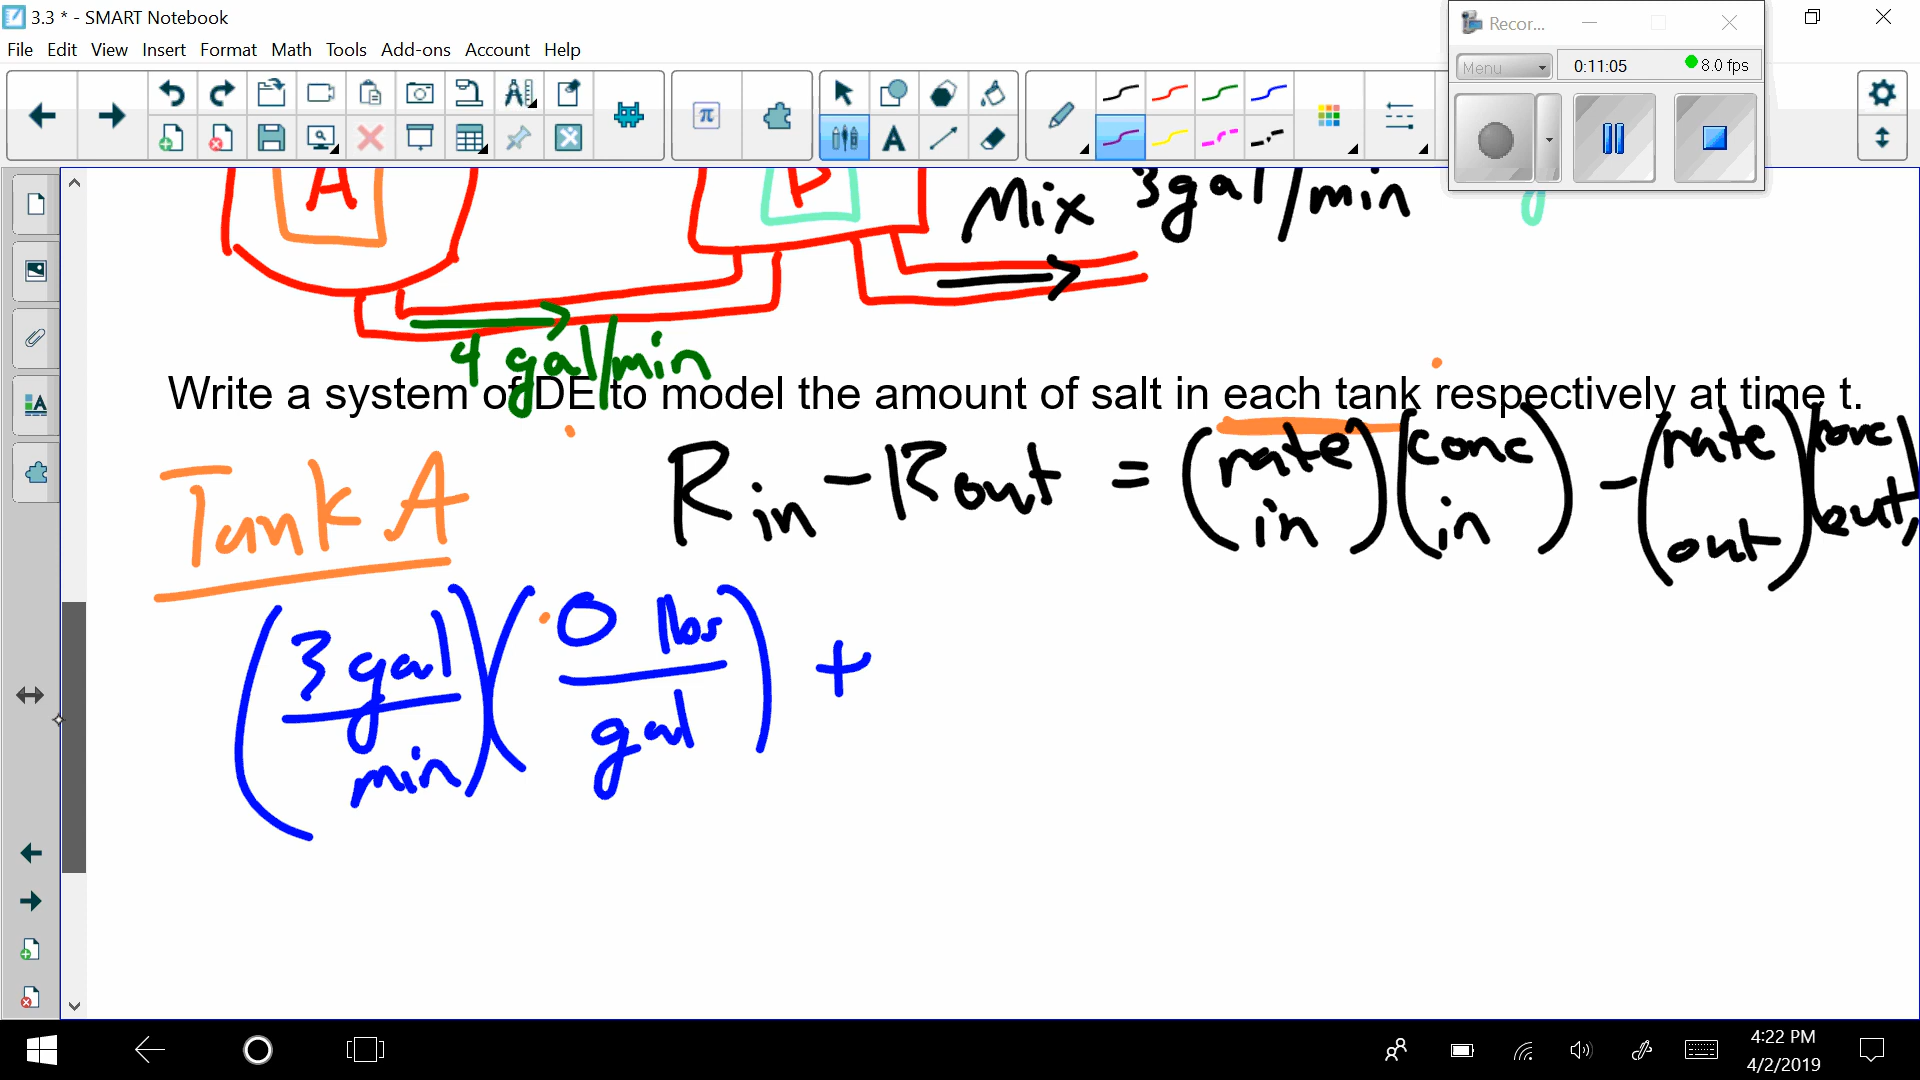 3.3 * - SMART Notebook
File Edit View Insert Format Math Tools Add-ons Account Help
Recor...
Menu
0:11:05
8.0 fps
π
A
A
A
Mix 3gal/min
4 gal/min
Write a system of DE to model the amount of salt in each tank respectively at time t.
Tank A
Rin - Rout = (rate in)(conc in) - (rate out)(conc out)
(3 gal / min)(0 lbs / gal) +
4:22 PM
4/2/2019